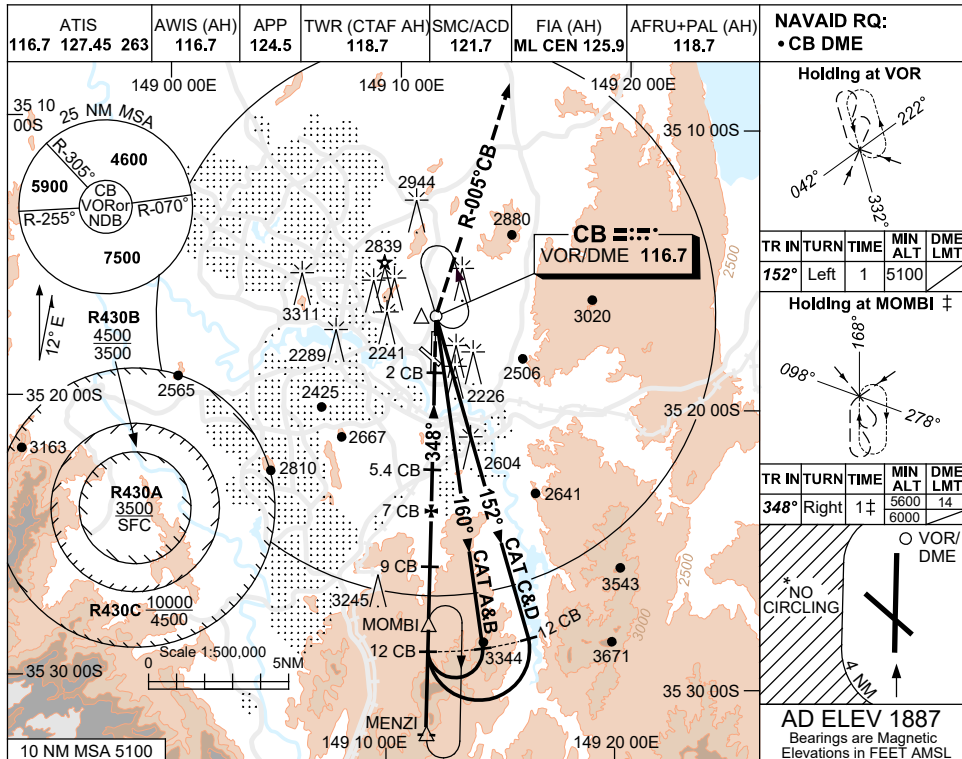 ATIS
116.7 127.45 263
AWIS (AH)
116.7
APP
124.5
TWR (CTAF AH)
118.7
SMC/ACD
121.7
FIA (AH)
ML CEN 125.9
AFRU+PAL (AH)
118.7
NAVAID RQ:
• CB DME
149 00 00E
149 10 00E
149 20 00E
35 10
00S
35 10 00S
25 NM MSA
R-305°
4600
5900
CB
VORor
NDB
R-255°
R-070°
7500
12° E
R430B
4500
3500
35 20 00S
2565
3163
R430A
3500
SFC
R430C
10000
4500
Scale 1:500,000
0
5NM
35 30 00S
10 NM MSA 5100
2944
R-005°CB
2880
2839
CB
VOR/DME 116.7
3311
2289
2241
3020
2500
2 CB
2226
2506
2425
2667
35 20 00S
2810
348°
5.4 CB
2604
7 CB
160°
152°
2641
CAT A&B
CAT C&D
9 CB
3245
3543
2500
MOMBI
12 CB
12 CB
3344
3671
3000
35 30 00S
MENZI
149 10 00E
149 20 00E
Holding at VOR
222°
042°
332°
TR IN TURN TIME MIN ALT DME LMT
152° Left 1 5100
Holding at MOMBI ‡
168°
098°
278°
TR IN TURN TIME MIN ALT DME LMT
348° Right 1‡ 5600 14
6000
VOR/
DME
*
NO
CIRCLING
4 NM
AD ELEV 1887
Bearings are Magnetic
Elevations in FEET AMSL